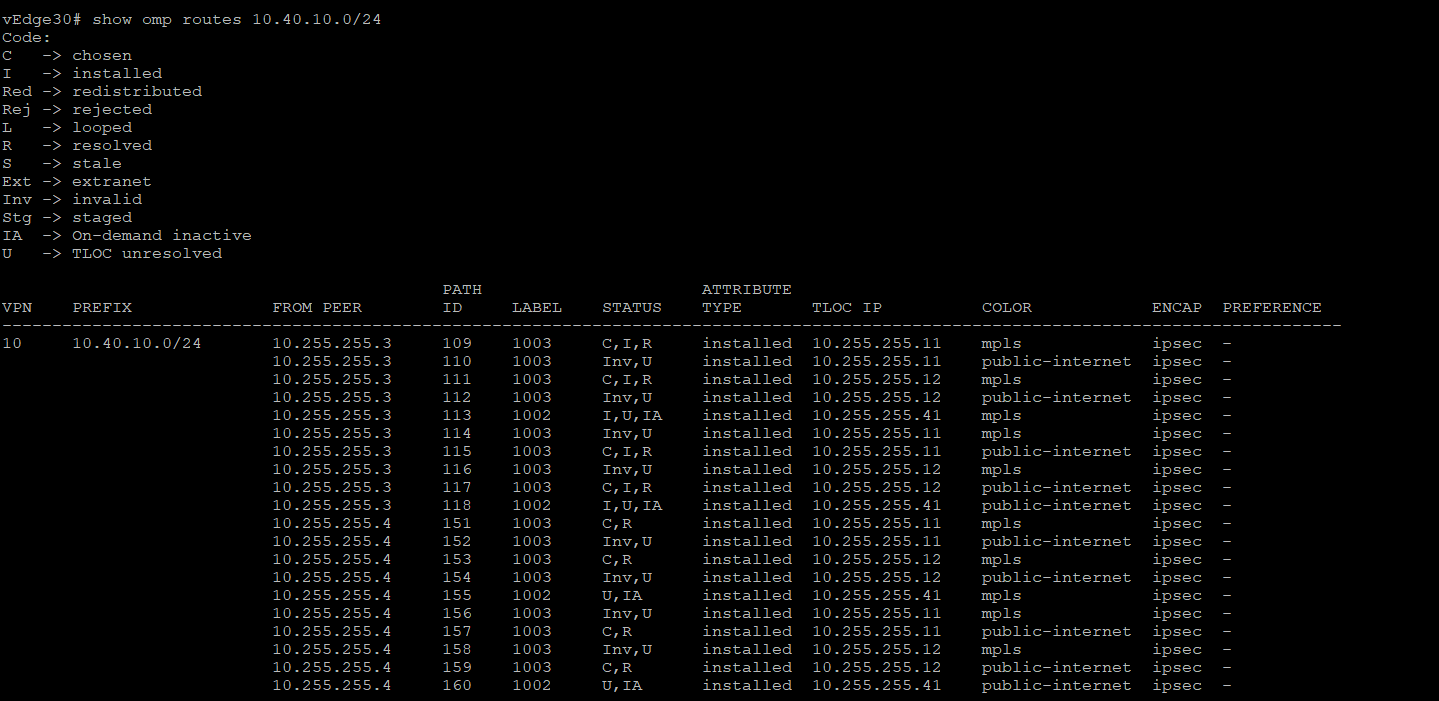 vEdge30# show omp routes 10.40.10.0/24
Code:
C   -> chosen
I   -> installed
Red -> redistributed
Rej -> rejected
L   -> looped
R   -> resolved
S   -> stale
Ext -> extranet
Inv -> invalid
Stg -> staged
IA  -> On-demand inactive
U   -> TLOC unresolved
PATH ATTRIBUTE
VPN PREFIX FROM PEER ID LABEL STATUS TYPE TLOC IP COLOR ENCAP PREFERENCE
--------------------------------------------------------------------------------------------------------------------------------------
10 10.40.10.0/24 10.255.255.3 109 1003 C,I,R installed 10.255.255.11 mpls ipsec -
10.255.255.3 110 1003 Inv,U installed 10.255.255.11 public-internet ipsec -
10.255.255.3 111 1003 C,I,R installed 10.255.255.12 mpls ipsec -
10.255.255.3 112 1003 Inv,U installed 10.255.255.12 public-internet ipsec -
10.255.255.3 113 1002 I,U,IA installed 10.255.255.41 mpls ipsec -
10.255.255.3 114 1003 Inv,U installed 10.255.255.11 mpls ipsec -
10.255.255.3 115 1003 C,I,R installed 10.255.255.11 public-internet ipsec -
10.255.255.3 116 1003 Inv,U installed 10.255.255.12 mpls ipsec -
10.255.255.3 117 1003 C,I,R installed 10.255.255.12 public-internet ipsec -
10.255.255.3 118 1002 I,U,IA installed 10.255.255.41 public-internet ipsec -
10.255.255.4 151 1003 C,R installed 10.255.255.11 mpls ipsec -
10.255.255.4 152 1003 Inv,U installed 10.255.255.11 public-internet ipsec -
10.255.255.4 153 1003 C,R installed 10.255.255.12 mpls ipsec -
10.255.255.4 154 1003 Inv,U installed 10.255.255.12 public-internet ipsec -
10.255.255.4 155 1002 U,IA installed 10.255.255.41 mpls ipsec -
10.255.255.4 156 1003 Inv,U installed 10.255.255.11 mpls ipsec -
10.255.255.4 157 1003 C,R installed 10.255.255.11 public-internet ipsec -
10.255.255.4 158 1003 Inv,U installed 10.255.255.12 mpls ipsec -
10.255.255.4 159 1003 C,R installed 10.255.255.12 public-internet ipsec -
10.255.255.4 160 1002 U,IA installed 10.255.255.41 public-internet ipsec -